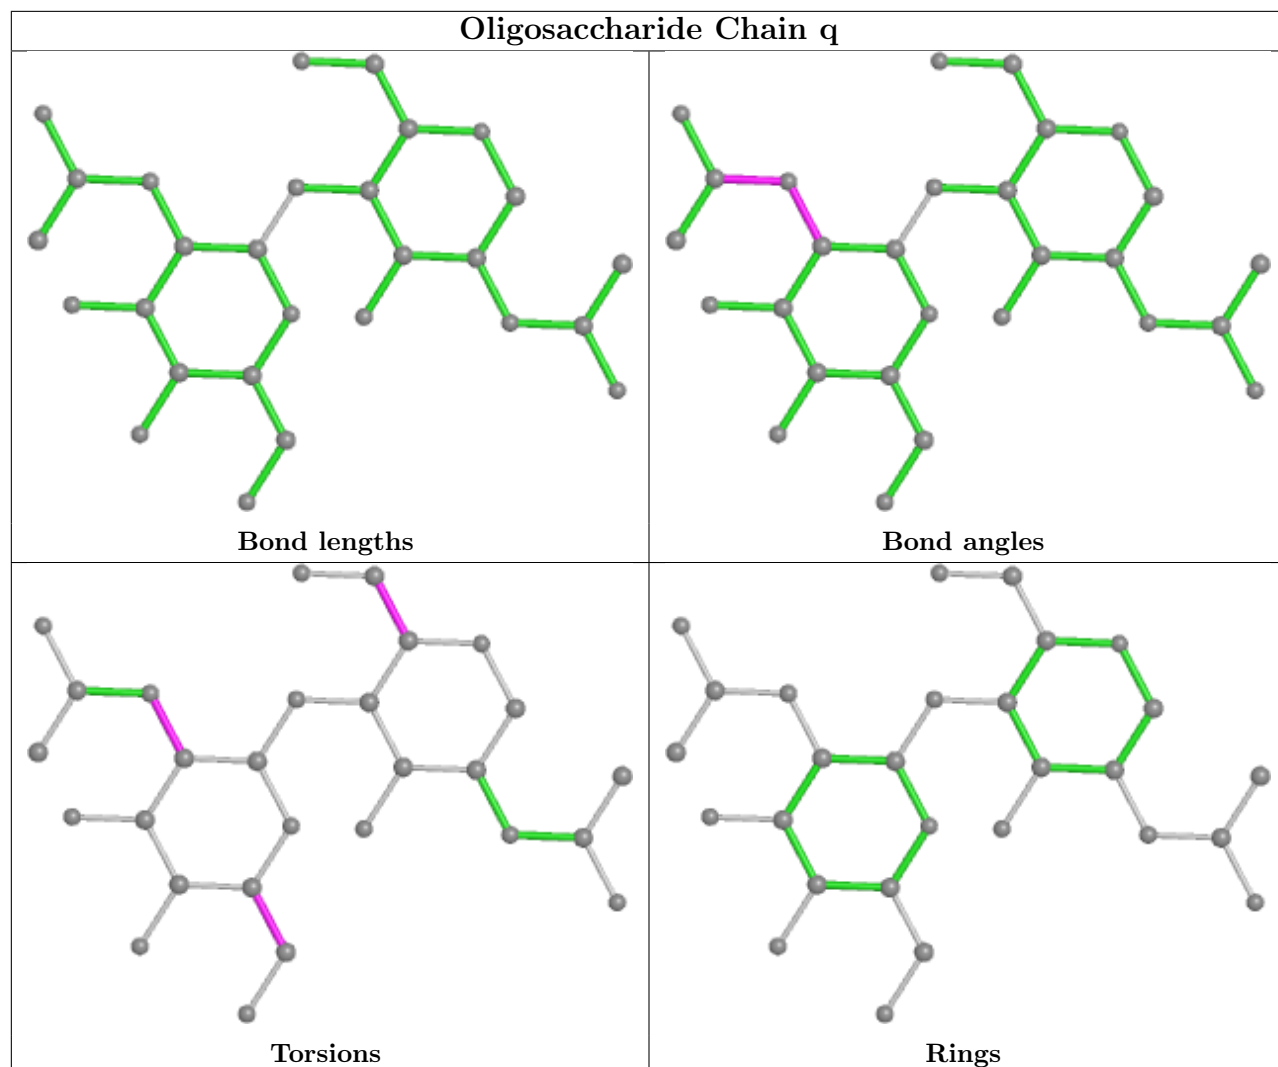 Oligosaccharide Chain q
Bond lengths
Bond angles
Torsions
Rings